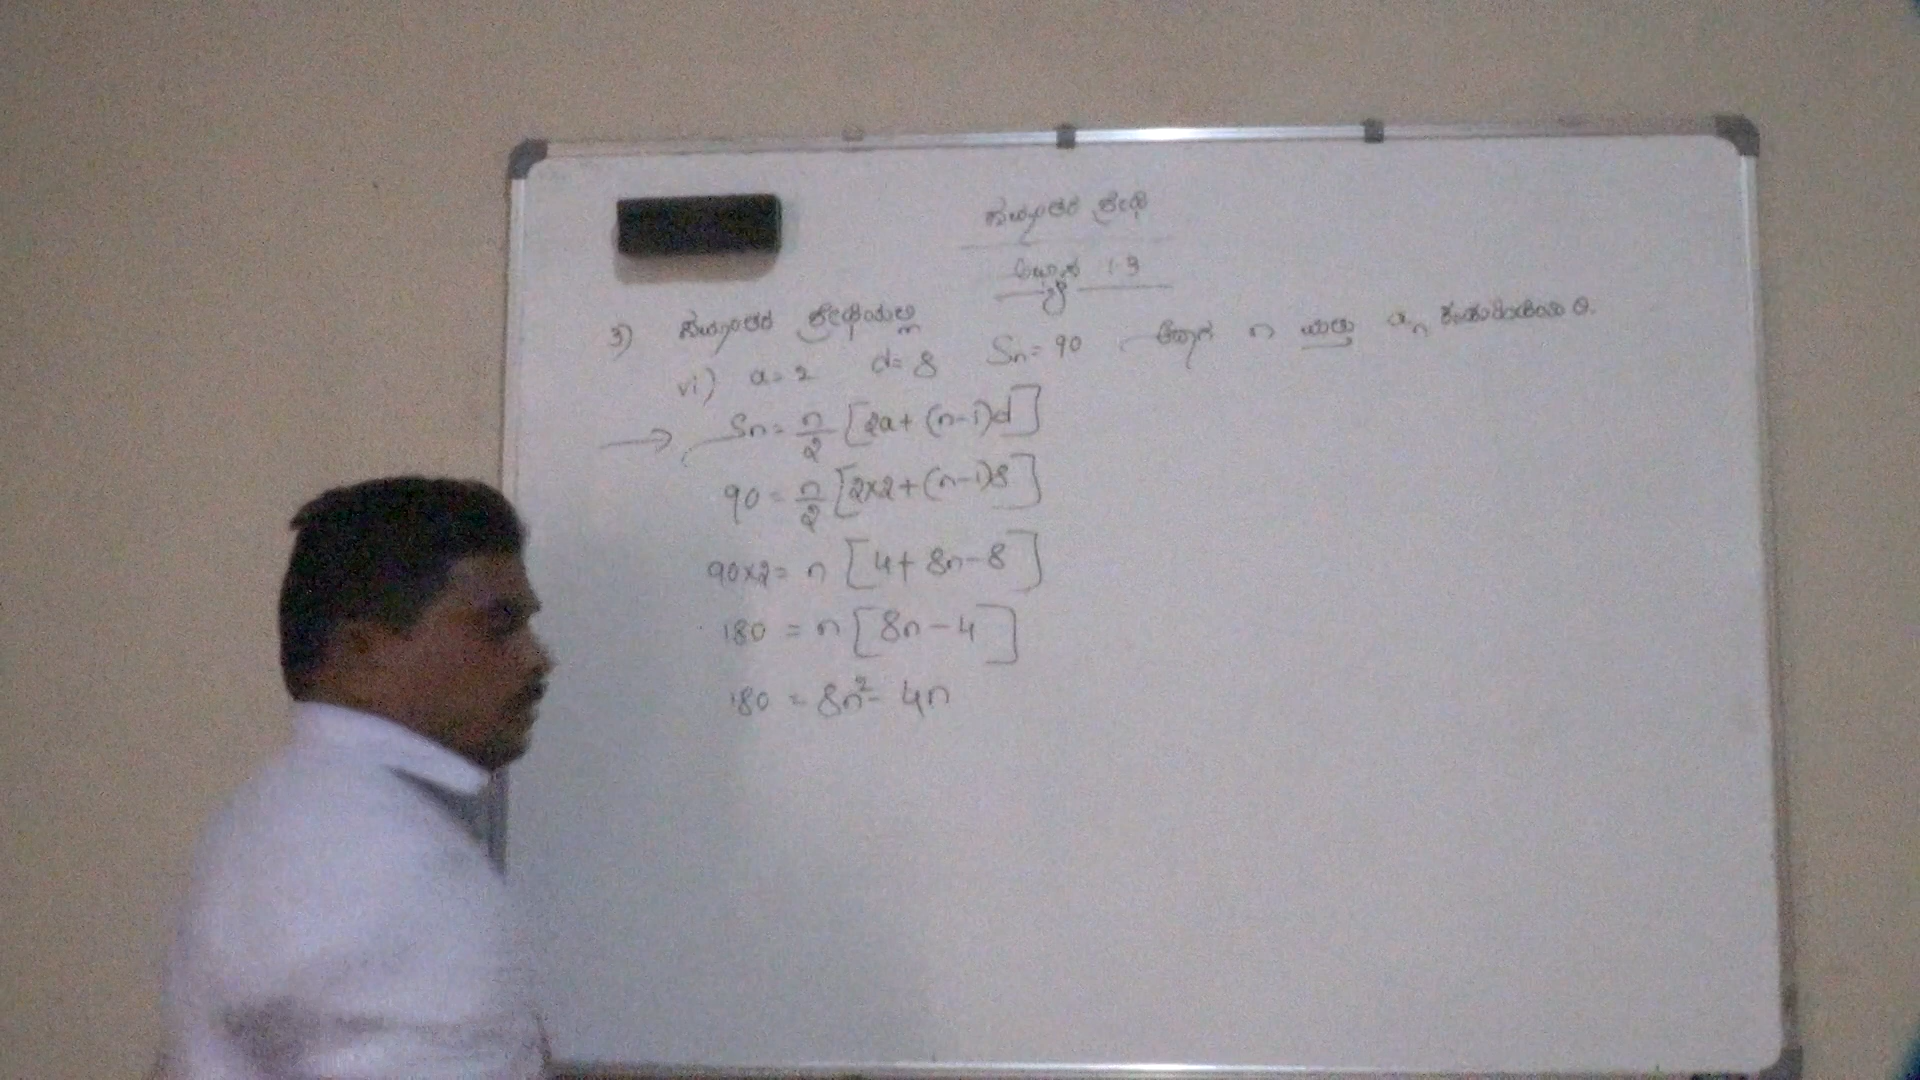 ಸಮಾಂತರ ಶ್ರೇಢಿ
ಅಭ್ಯಾಸ 1.3
3) ಸಮಾಂತರ ಶ್ರೇಢಿಯಲ್ಲಿ
vi) a = 2 d = 8 Sn = 90 ಆದಾಗ n ಮತ್ತು an ಕಂಡುಹಿಡಿಯಿರಿ.
→ Sn = n/2 [2a + (n-1)d]
90 = n/2 [2×2 + (n-1)8]
90×2 = n [4 + 8n - 8]
180 = n [8n - 4]
180 = 8n² - 4n